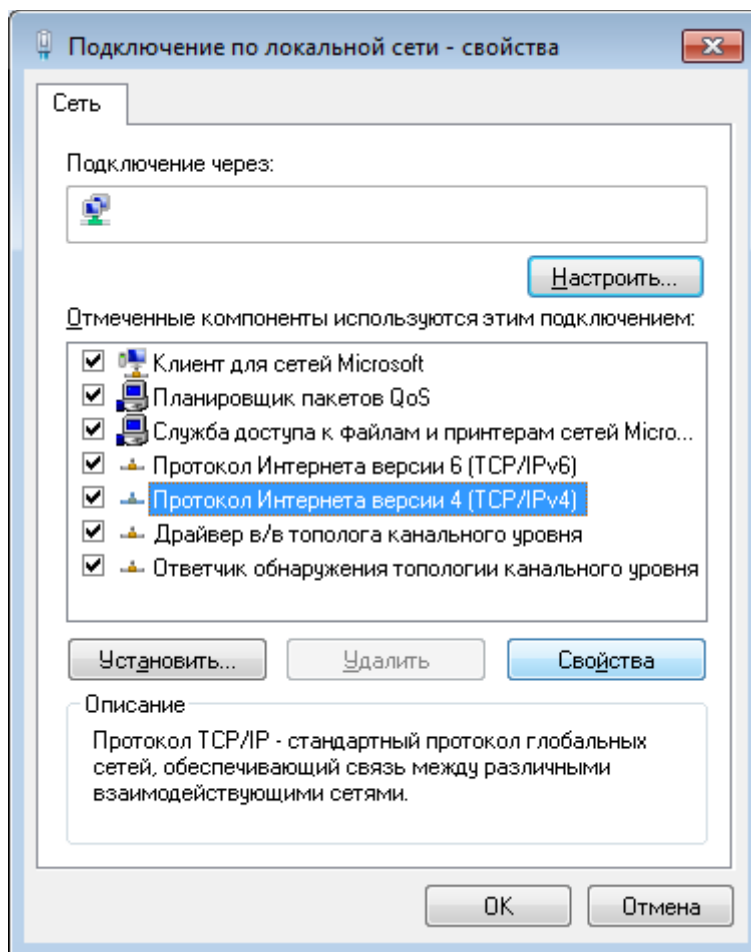 Подключение по локальной сети - свойства
Сеть
Подключение через:
Настроить...
Отмеченные компоненты используются этим подключением:
Клиент для сетей Microsoft
Планировщик пакетов QoS
Служба доступа к файлам и принтерам сетей Micro...
Протокол Интернета версии 6 (TCP/IPv6)
Протокол Интернета версии 4 (TCP/IPv4)
Драйвер в/в тополога канального уровня
Ответчик обнаружения топологии канального уровня
Установить... Удалить Свойства
Описание
Протокол TCP/IP - стандартный протокол глобальных
сетей, обеспечивающий связь между различными
взаимодействующими сетями.
OK Отмена